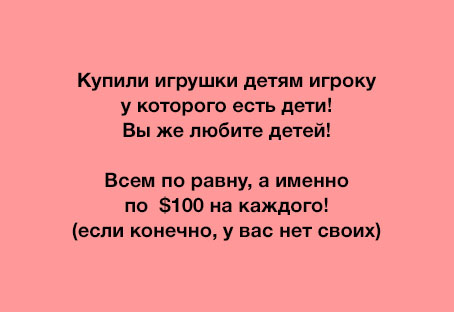 Купили игрушки детям игроку
у которого есть дети!
Вы же любите детей!
Всем по равну, а именно
по $100 на каждого!
(если конечно, у вас нет своих)